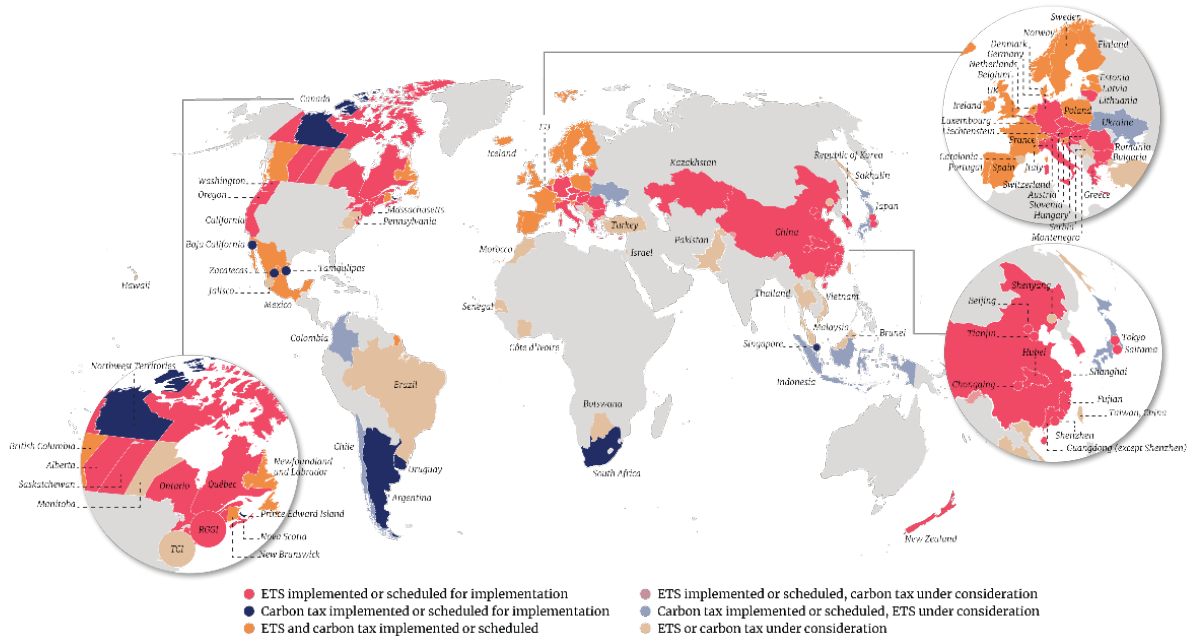 Canada
Washington
Oregon
California
Baja California
Zacatecas
Jalisco
Mexico
Tamaulipas
Massachusetts
Pennsylvania
Hawaii
Colombia
Brazil
Chile
Uruguay
Argentina
Iceland
EU
Morocco
Senegal
Côte d'Ivoire
Botswana
South Africa
Turkey
Israel
Kazakhstan
Pakistan
China
Republic of Korea
Sakhulin
Japan
Thailand
Vietnam
Malaysia
Brunei
Singapore
Indonesia
New Zealand
Sweden
Norway
Denmark
Germany
Netherlands
Belgium
UK
Ireland
Luxembourg
Liechtenstein
France
Catalonia
Portugal
Spain
Italy
Switzerland
Austria
Slovenia
Hungary
Serbia
Montenegro
Greece
Finland
Estonia
Latvia
Lithuania
Poland
Ukraine
Romania
Bulgaria
Shenyang
Beijing
Tianjin
Hubei
Chongqing
Tokyo
Saitama
Shanghai
Fujian
Taiwan, China
Shenzhen
Guangdong (except Shenzhen)
Northwest Territories
British Columbia
Alberta
Saskatchewan
Manitoba
Ontario
Québec
Newfoundland
and Labrador
Prince Edward Island
Nova Scotia
New Brunswick
RGGI
TCI
ETS implemented or scheduled for implementation
Carbon tax implemented or scheduled for implementation
ETS and carbon tax implemented or scheduled
ETS implemented or scheduled, carbon tax under consideration
Carbon tax implemented or scheduled, ETS under consideration
ETS or carbon tax under consideration